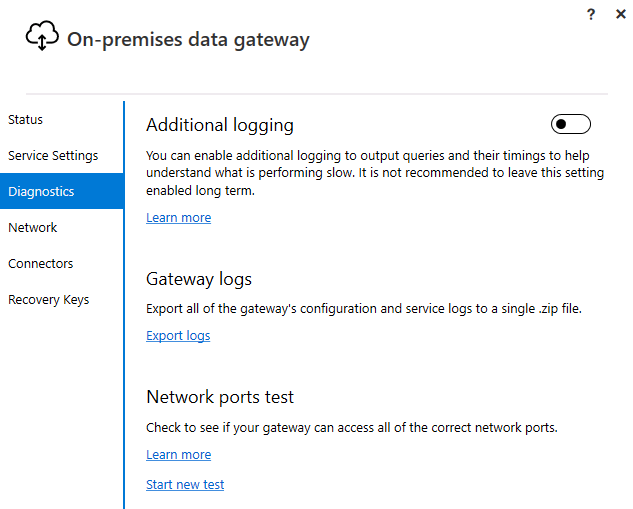 ? ×
On-premises data gateway
Status
Service Settings
Diagnostics
Network
Connectors
Recovery Keys
Additional logging
You can enable additional logging to output queries and their timings to help
understand what is performing slow. It is not recommended to leave this setting
enabled long term.
Learn more
Gateway logs
Export all of the gateway's configuration and service logs to a single .zip file.
Export logs
Network ports test
Check to see if your gateway can access all of the correct network ports.
Learn more
Start new test